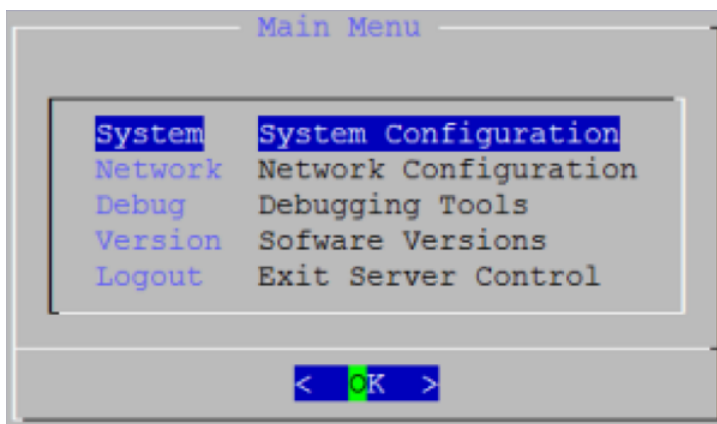 Main Menu
System System Configuration
Network Network Configuration
Debug Debugging Tools
Version Sofware Versions
Logout Exit Server Control
< OK >